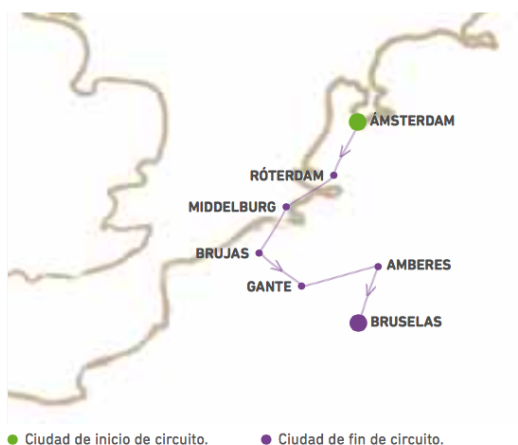 ÁMSTERDAM
RÓTERDAM
MIDDELBURG
BRUJAS
AMBERES
GANTE
BRUSELAS
Ciudad de inicio de circuito.
Ciudad de fin de circuito.